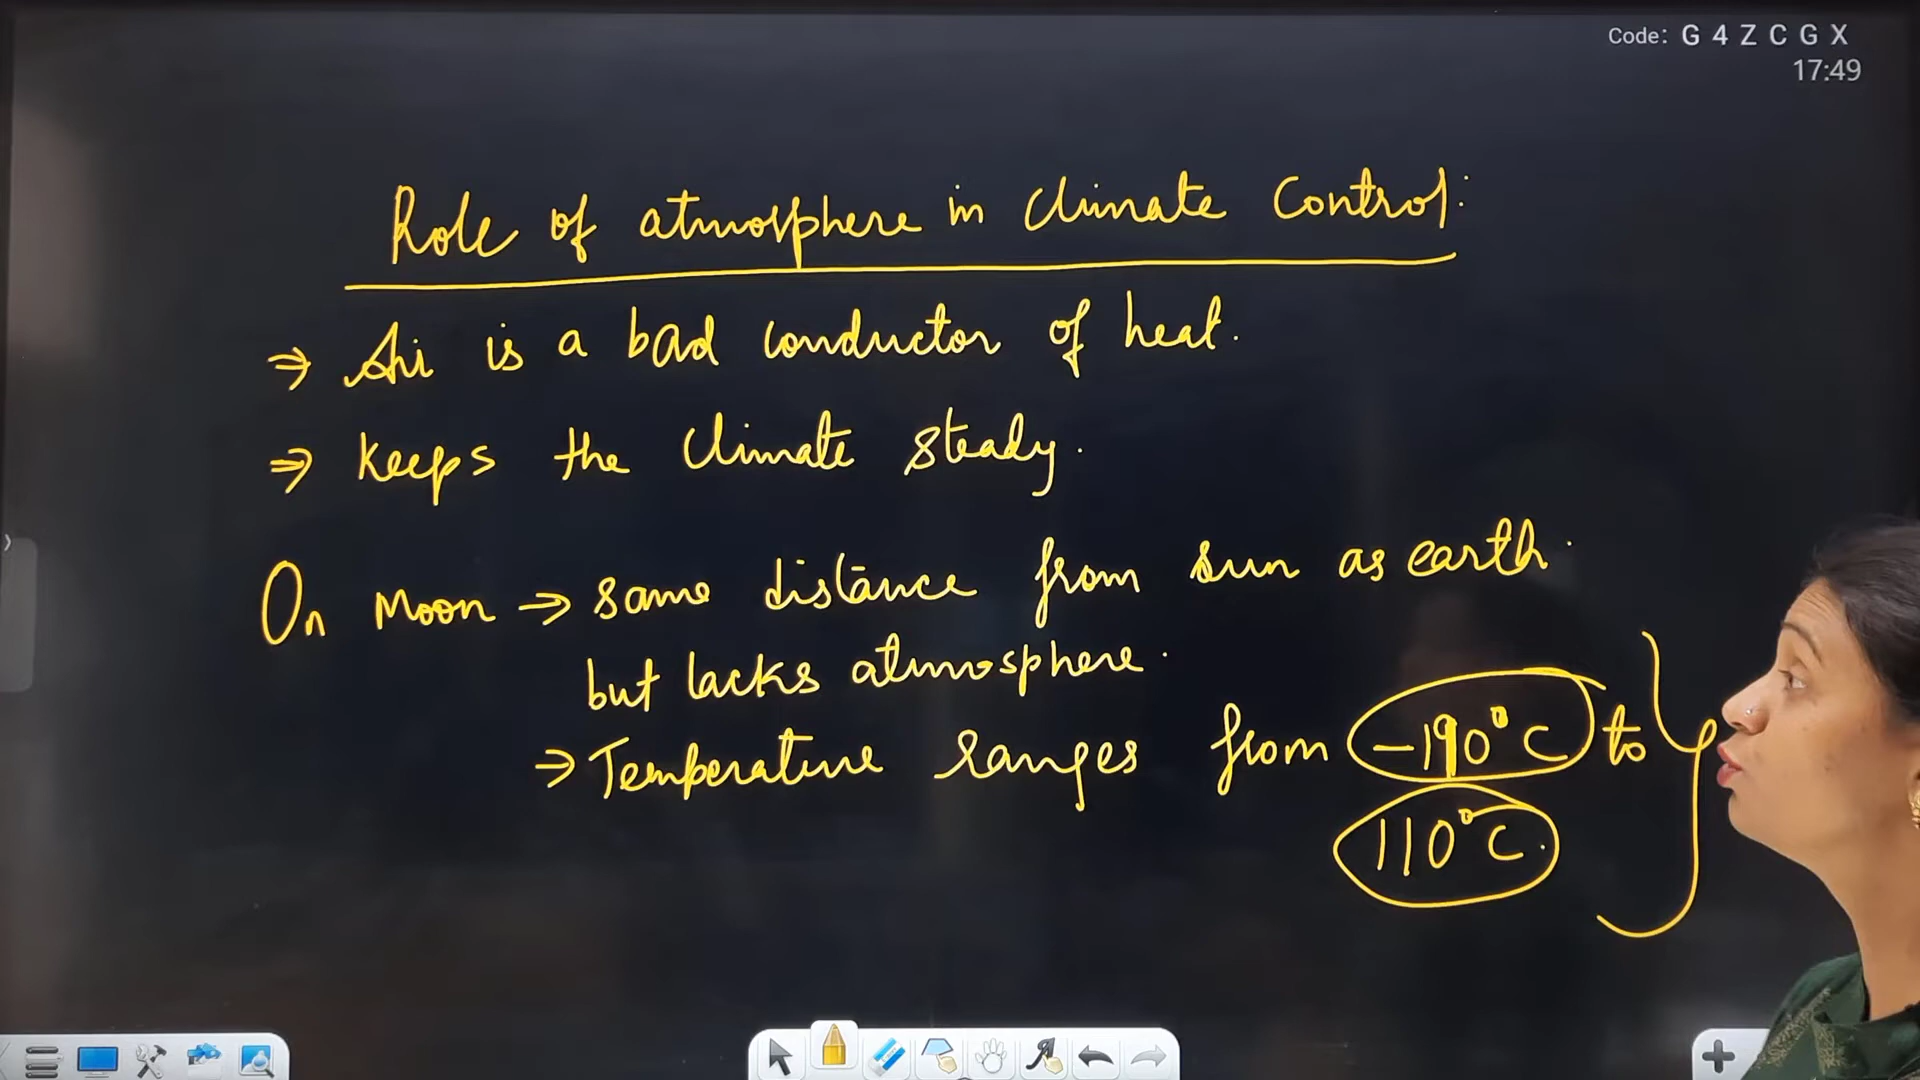 Code: G 4 Z C G X
17:49
Role of atmosphere in Climate Control:
⇒ Air is a bad conductor of heat.
⇒ Keeps the Climate steady.
On Moon → same distance from sun as earth.
but lacks atmosphere.
⇒ Temperature ranges from -190°C to
110°C.